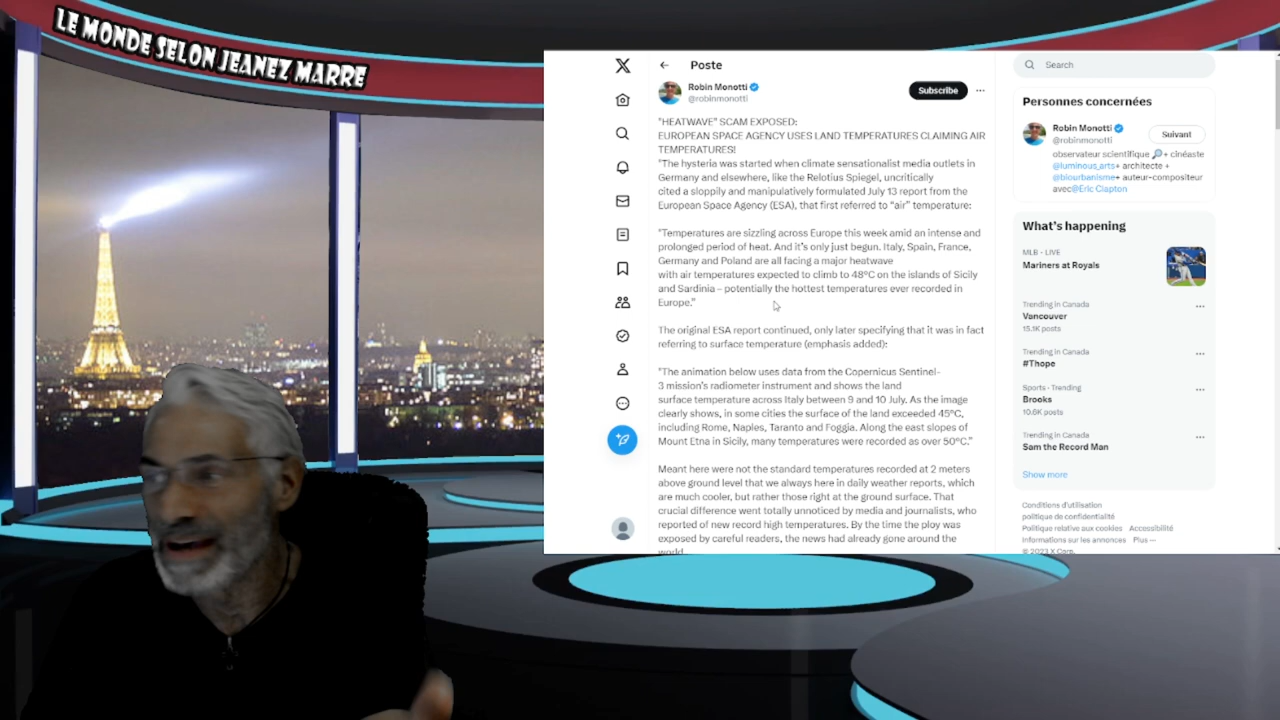 LE MONDE SELON JEANEZ MARRE
Poste
Robin Monotti
@robinmonotti
Subscribe
"HEATWAVE" SCAM EXPOSED:
EUROPEAN SPACE AGENCY USES LAND TEMPERATURES CLAIMING AIR
TEMPERATURES!
"The hysteria was started when climate sensationalist media outlets in
Germany and elsewhere, like the Relotius Spiegel, uncritically
cited a sloppily and manipulatively formulated July 13 report from the
European Space Agency (ESA), that first referred to "air" temperature:
"Temperatures are sizzling across Europe this week amid an intense and
prolonged period of heat. And it's only just begun. Italy, Spain, France,
Germany and Poland are all facing a major heatwave
with air temperatures expected to climb to 48°C on the islands of Sicily
and Sardinia – potentially the hottest temperatures ever recorded in
Europe."
The original ESA report continued, only later specifying that it was in fact
referring to surface temperature (emphasis added):
"The animation below uses data from the Copernicus Sentinel-
3 mission's radiometer instrument and shows the land
surface temperature across Italy between 9 and 10 July. As the image
clearly shows, in some cities the surface of the land exceeded 45°C,
including Rome, Naples, Taranto and Foggia. Along the east slopes of
Mount Etna in Sicily, many temperatures were recorded as over 50°C."
Meant here were not the standard temperatures recorded at 2 meters
above ground level that we always here in daily weather reports, which
are much cooler, but rather those right at the ground surface. That
crucial difference went totally unnoticed by media and journalists, who
reported of new record high temperatures. By the time the ploy was
exposed by careful readers, the news had already gone around the
world
Search
Personnes concernées
Robin Monotti
@robinmonotti
Suivant
observateur scientifique + cinéaste
@luminous_arts+ architecte +
@biourbanisme+ auteur-compositeur
avec@Eric Clapton
What's happening
MLB · LIVE
Mariners at Royals
Trending in Canada
Vancouver
15.1K posts
Trending in Canada
#Thope
Sports · Trending
Brooks
10.6K posts
Trending in Canada
Sam the Record Man
Show more
Conditions d'utilisation
politique de confidentialité
Politique relative aux cookies Accessibilité
Informations sur les annonces Plus —
© 2023 X Corp.